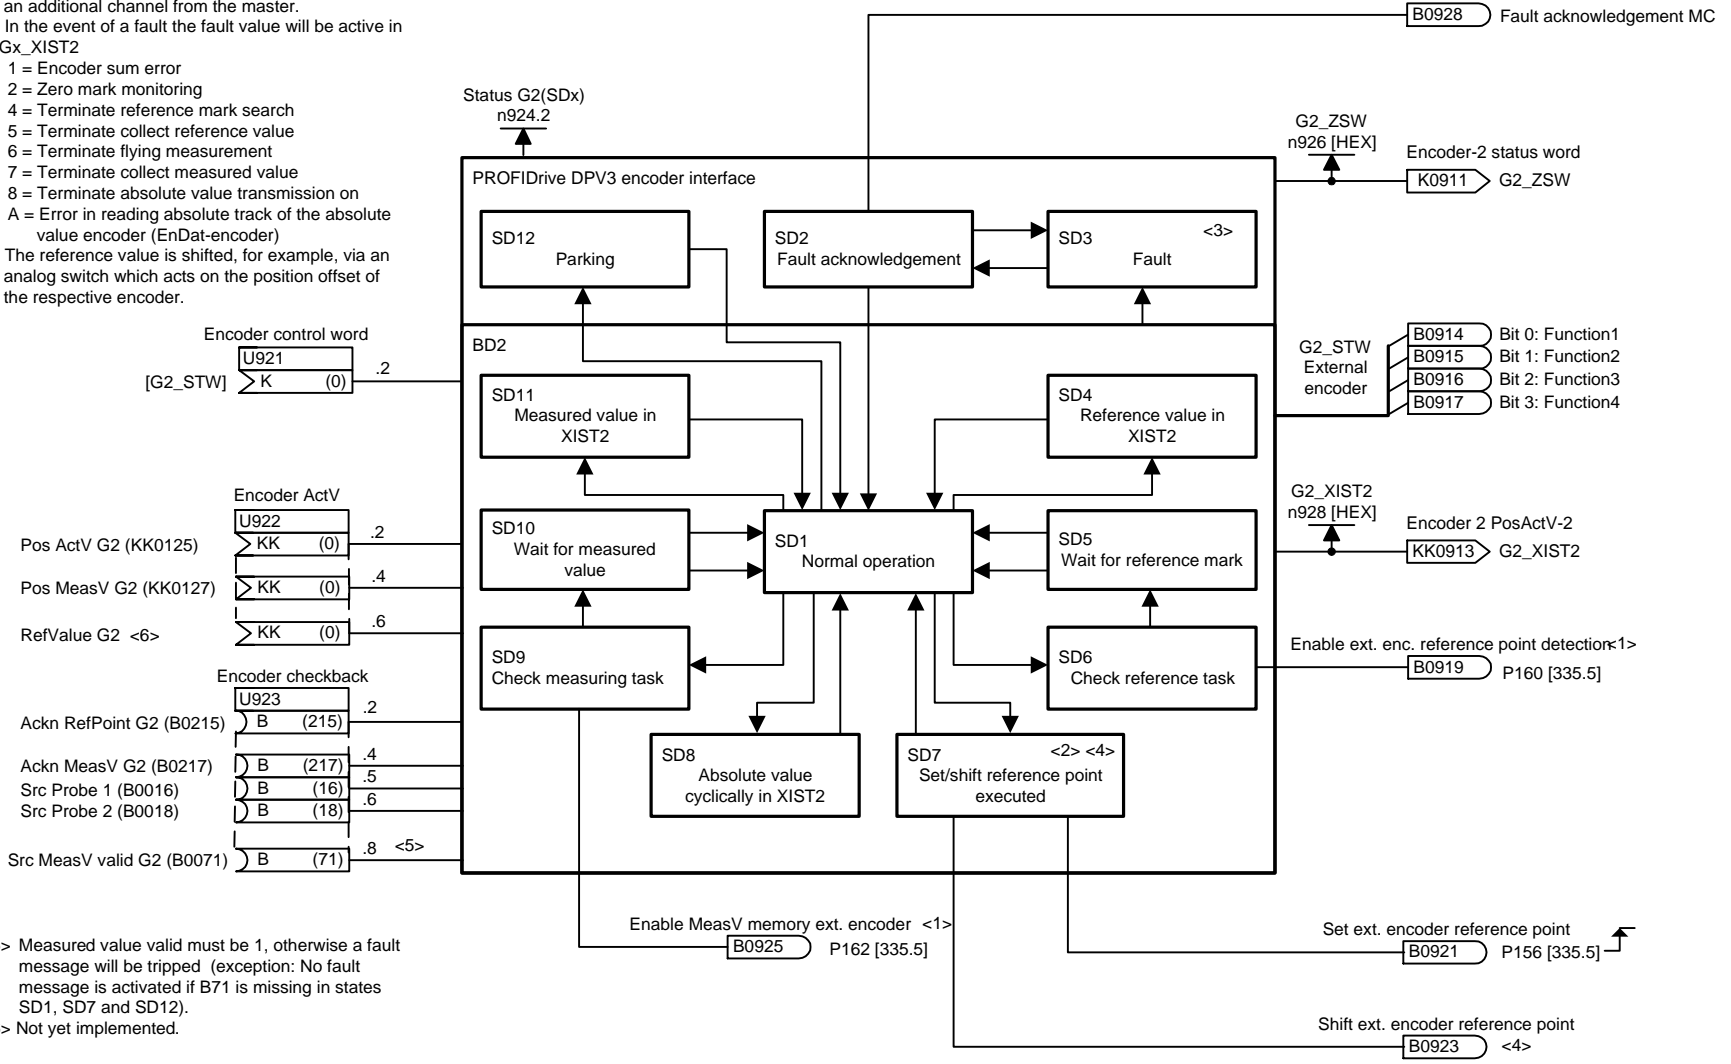 an additional channel from the master.
In the event of a fault the fault value will be active in
Gx_XIST2
1 = Encoder sum error
2 = Zero mark monitoring
4 = Terminate reference mark search
5 = Terminate collect reference value
6 = Terminate flying measurement
7 = Terminate collect measured value
8 = Terminate absolute value transmission on
A = Error in reading absolute track of the absolute
value encoder (EnDat-encoder)
The reference value is shifted, for example, via an
analog switch which acts on the position offset of
the respective encoder.
B0928 Fault acknowledgement MC
Status G2(SDx)
n924.2
G2_ZSW
n926 [HEX]
Encoder-2 status word
K0911 G2_ZSW
PROFIDrive DPV3 encoder interface
SD12
Parking
SD2
Fault acknowledgement
SD3 <3>
Fault
Encoder control word
U921
[G2_STW] K (0) .2
BD2
G2_STW
External
encoder
B0914 Bit 0: Function1
B0915 Bit 1: Function2
B0916 Bit 2: Function3
B0917 Bit 3: Function4
SD11
Measured value in
XIST2
SD4
Reference value in
XIST2
Encoder ActV
U922
Pos ActV G2 (KK0125) KK (0) .2
Pos MeasV G2 (KK0127) KK (0) .4
RefValue G2 <6> KK (0) .6
SD10
Wait for measured
value
SD1
Normal operation
SD5
Wait for reference mark
G2_XIST2
n928 [HEX]
Encoder 2 PosActV-2
KK0913 G2_XIST2
SD9
Check measuring task
SD6
Check reference task
Enable ext. enc. reference point detection<1>
B0919 P160 [335.5]
Encoder checkback
U923
Ackn RefPoint G2 (B0215) B (215) .2
Ackn MeasV G2 (B0217) B (217) .4
Src Probe 1 (B0016) B (16) .5
Src Probe 2 (B0018) B (18) .6
Src MeasV valid G2 (B0071) B (71) .8 <5>
SD8
Absolute value
cyclically in XIST2
SD7 <2> <4>
Set/shift reference point
executed
Enable MeasV memory ext. encoder <1>
B0925 P162 [335.5]
Set ext. encoder reference point
B0921 P156 [335.5]
Shift ext. encoder reference point
B0923 <4>
> Measured value valid must be 1, otherwise a fault
message will be tripped (exception: No fault
message is activated if B71 is missing in states
SD1, SD7 and SD12).
> Not yet implemented.